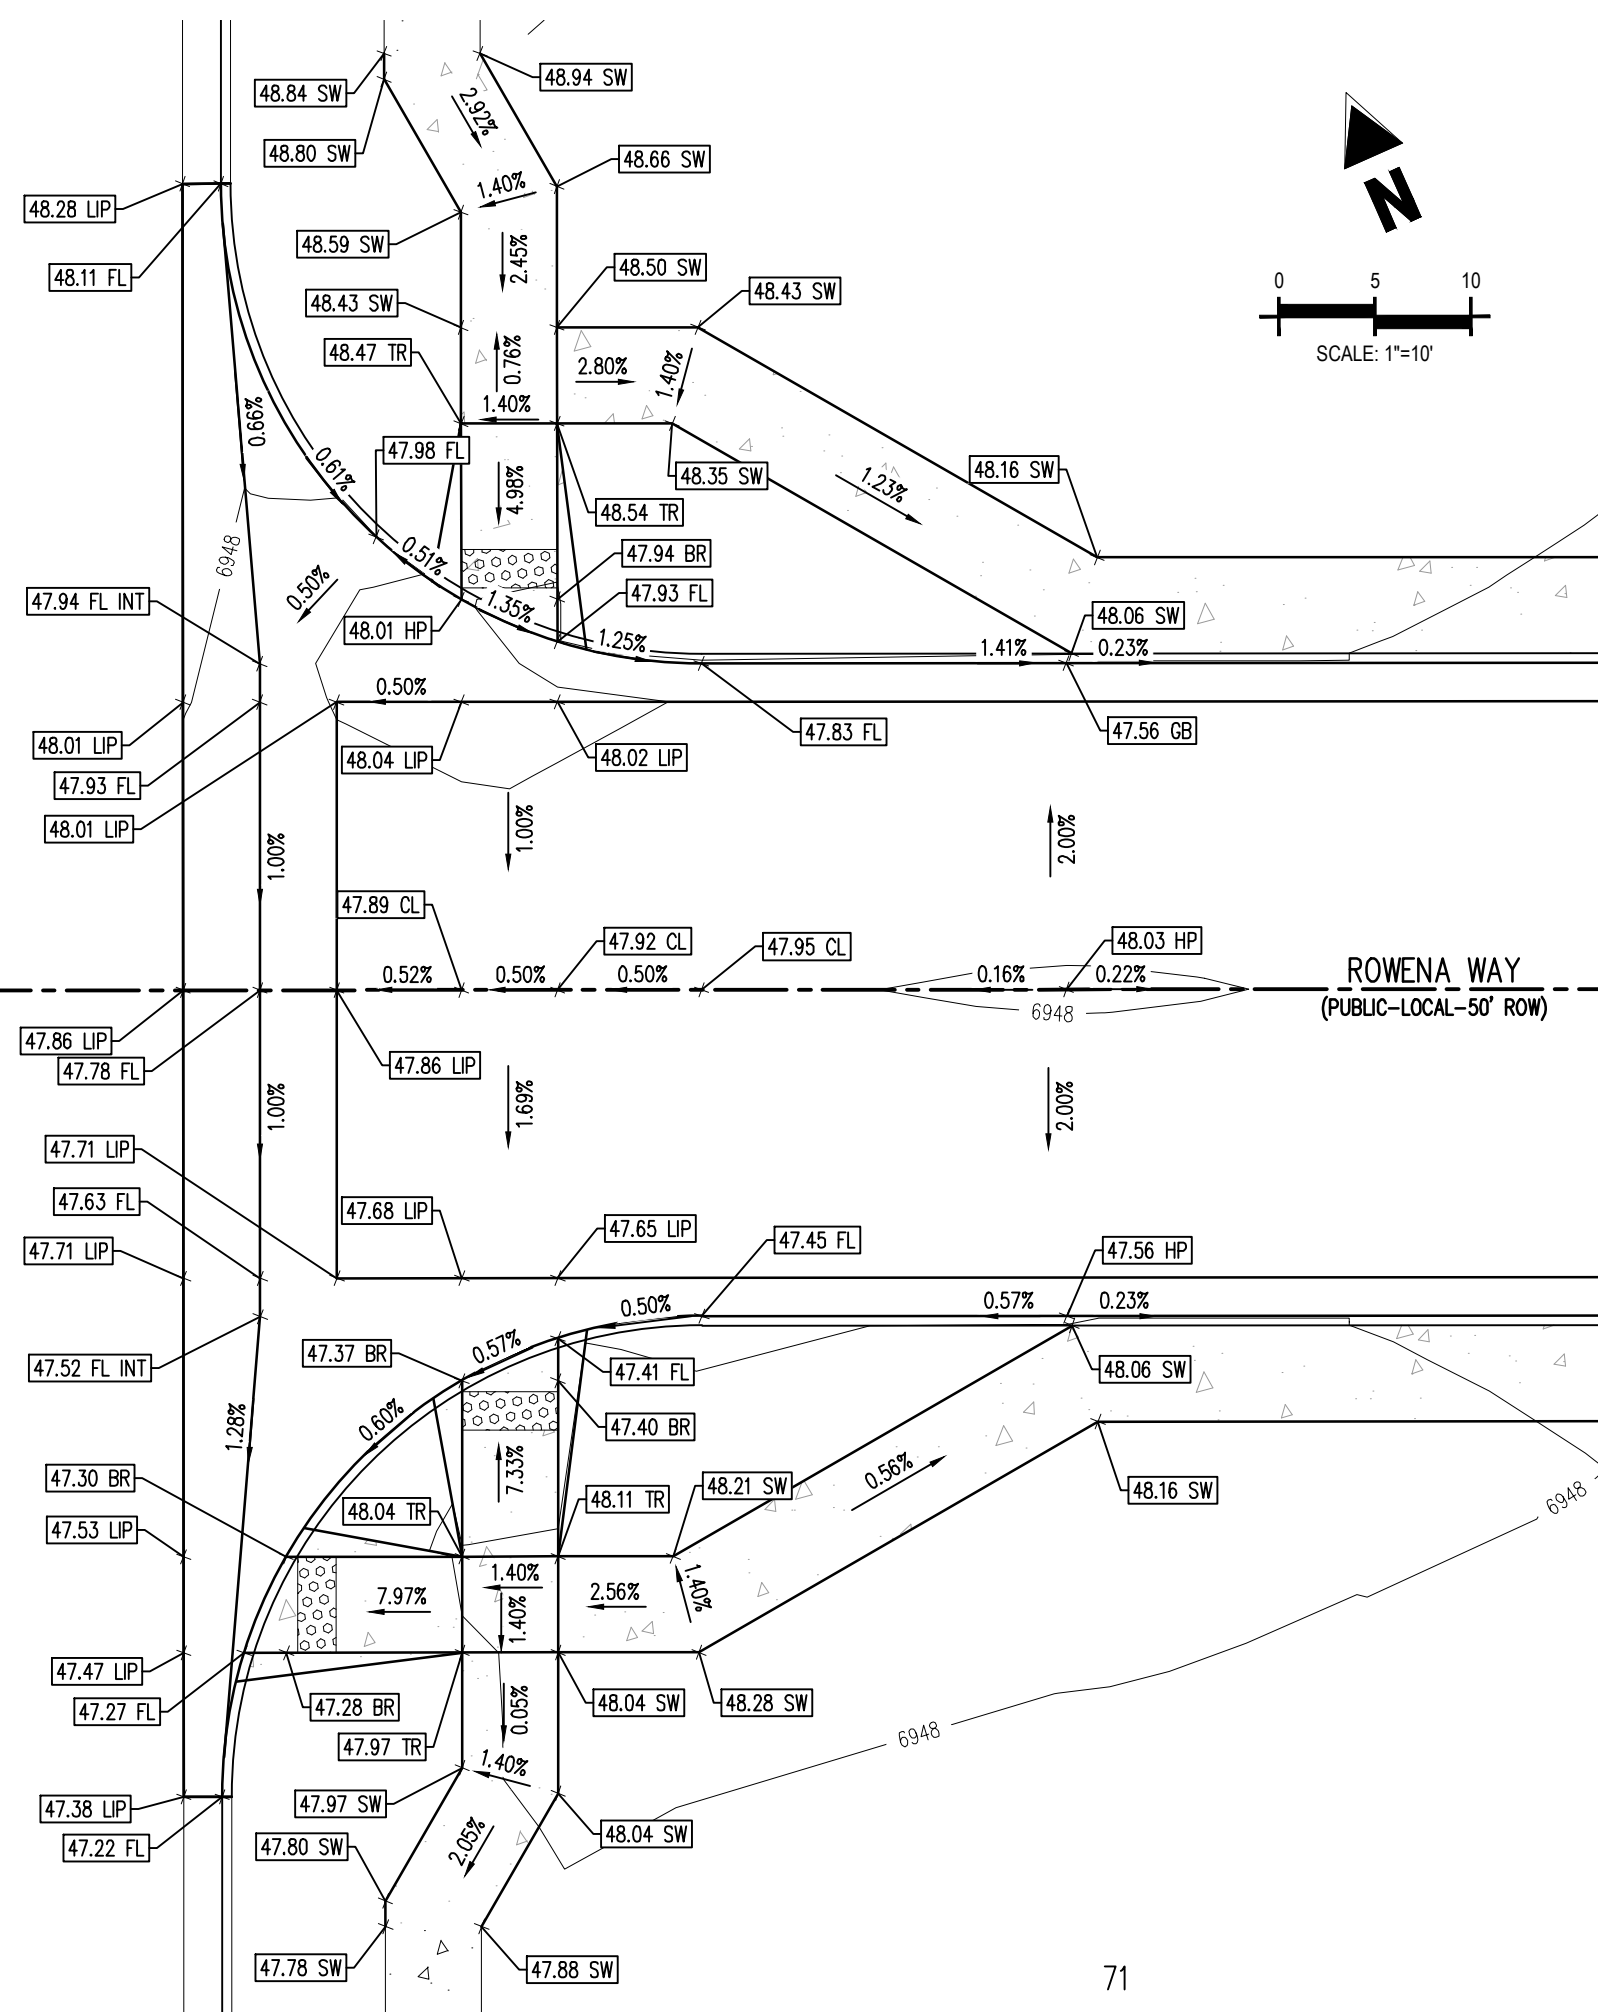 48.84 SW
48.94 SW
2.92%
48.80 SW
48.66 SW
1.40%
N
48.28 LIP
48.59 SW
2.45%
48.11 FL
48.50 SW
48.43 SW
48.43 SW
0 5 10
SCALE: 1"=10'
48.47 TR
0.76%
2.80%
1.40%
1.40%
0.66%
0.61%
47.98 FL
48.35 SW
48.16 SW
1.23%
4.98%
48.54 TR
6948
0.51%
47.94 BR
0.50%
47.94 FL INT
1.35%
47.93 FL
48.01 HP
1.25%
1.41%
48.06 SW
0.23%
0.50%
48.01 LIP
48.04 LIP
48.02 LIP
47.83 FL
47.56 GB
47.93 FL
48.01 LIP
1.00%
1.00%
2.00%
47.89 CL
47.92 CL
47.95 CL
48.03 HP
0.52%
0.50%
0.50%
0.16%
0.22%
ROWENA WAY
(PUBLIC-LOCAL-50' ROW)
6948
47.86 LIP
47.78 FL
47.86 LIP
1.00%
1.69%
2.00%
47.71 LIP
47.63 FL
47.68 LIP
47.65 LIP
47.45 FL
47.71 LIP
47.56 HP
0.50%
0.57%
0.23%
47.52 FL INT
47.37 BR
0.57%
47.41 FL
48.06 SW
0.60%
1.28%
47.40 BR
47.30 BR
7.33%
0.56%
48.21 SW
48.16 SW
6948
48.04 TR
48.11 TR
47.53 LIP
1.40%
7.97%
1.40%
2.56%
1.40%
47.47 LIP
47.27 FL
47.28 BR
0.05%
48.04 SW
48.28 SW
47.97 TR
6948
1.40%
47.38 LIP
47.97 SW
47.22 FL
47.80 SW
2.05%
48.04 SW
47.78 SW
47.88 SW
71